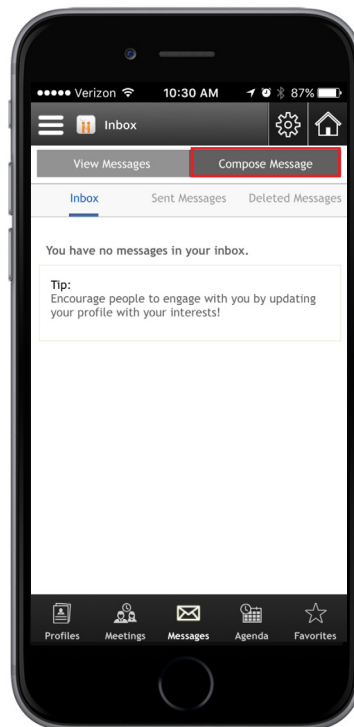 Verizon 10:30 AM 87%
Inbox
View Messages Compose Message
Inbox Sent Messages Deleted Messages
You have no messages in your inbox.
Tip:
Encourage people to engage with you by updating
your profile with your interests!
Profiles Meetings Messages Agenda Favorites